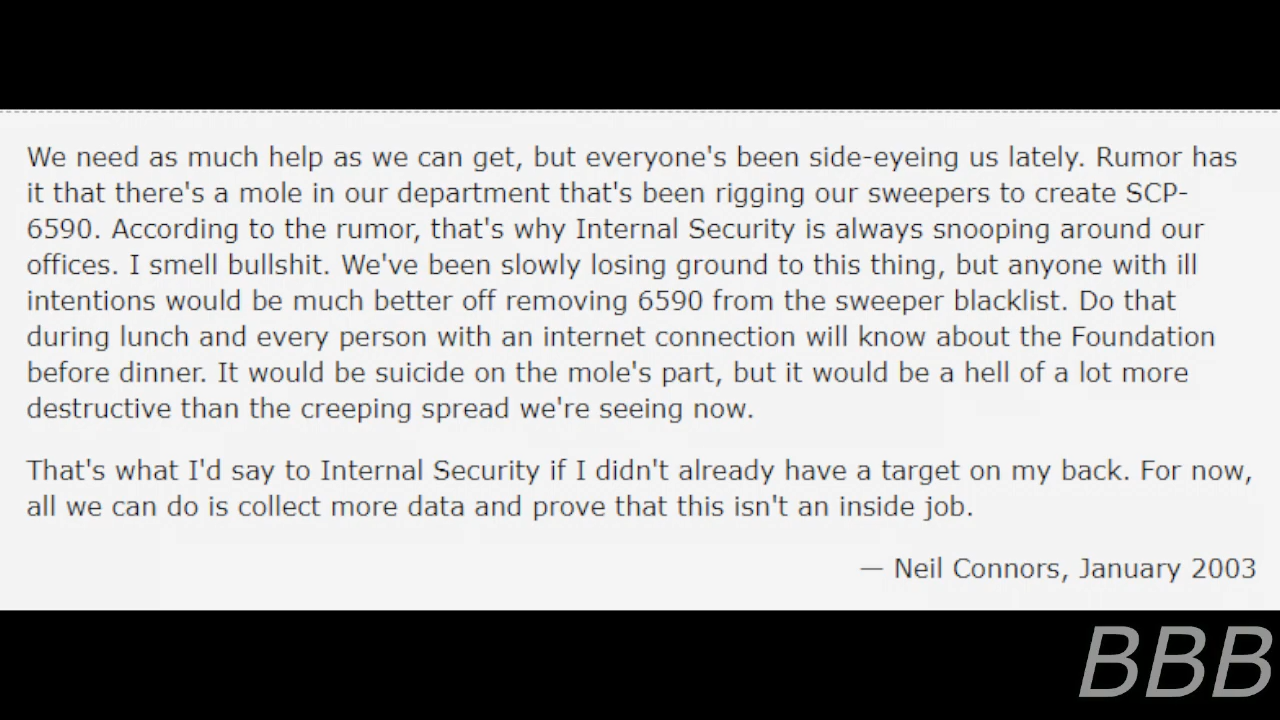 We need as much help as we can get, but everyone's been side-eyeing us lately. Rumor has
it that there's a mole in our department that's been rigging our sweepers to create SCP-
6590. According to the rumor, that's why Internal Security is always snooping around our
offices. I smell bullshit. We've been slowly losing ground to this thing, but anyone with ill
intentions would be much better off removing 6590 from the sweeper blacklist. Do that
during lunch and every person with an internet connection will know about the Foundation
before dinner. It would be suicide on the mole's part, but it would be a hell of a lot more
destructive than the creeping spread we're seeing now.
That's what I'd say to Internal Security if I didn't already have a target on my back. For now,
all we can do is collect more data and prove that this isn't an inside job.
— Neil Connors, January 2003
BBB